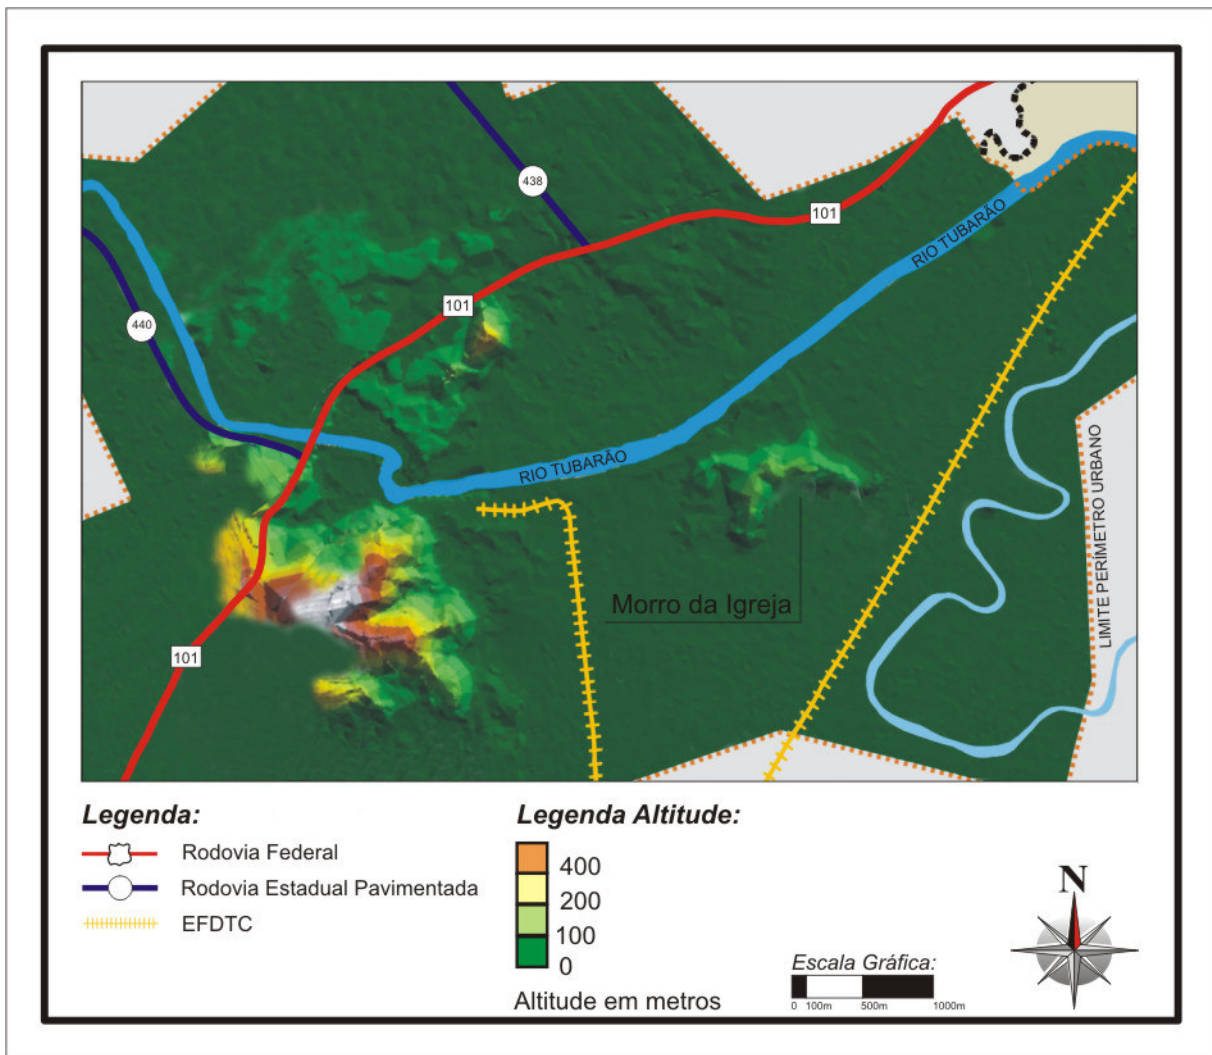 438
440
101
101
101
RIO TUBARÃO
RIO TUBARÃO
Morro da Igreja
LIMITE PERÍMETRO URBANO
Legenda:
Rodovia Federal
Rodovia Estadual Pavimentada
EFDTC
Legenda Altitude:
400
200
100
0
Altitude em metros
Escala Gráfica:
0 100m 500m 1000m
N